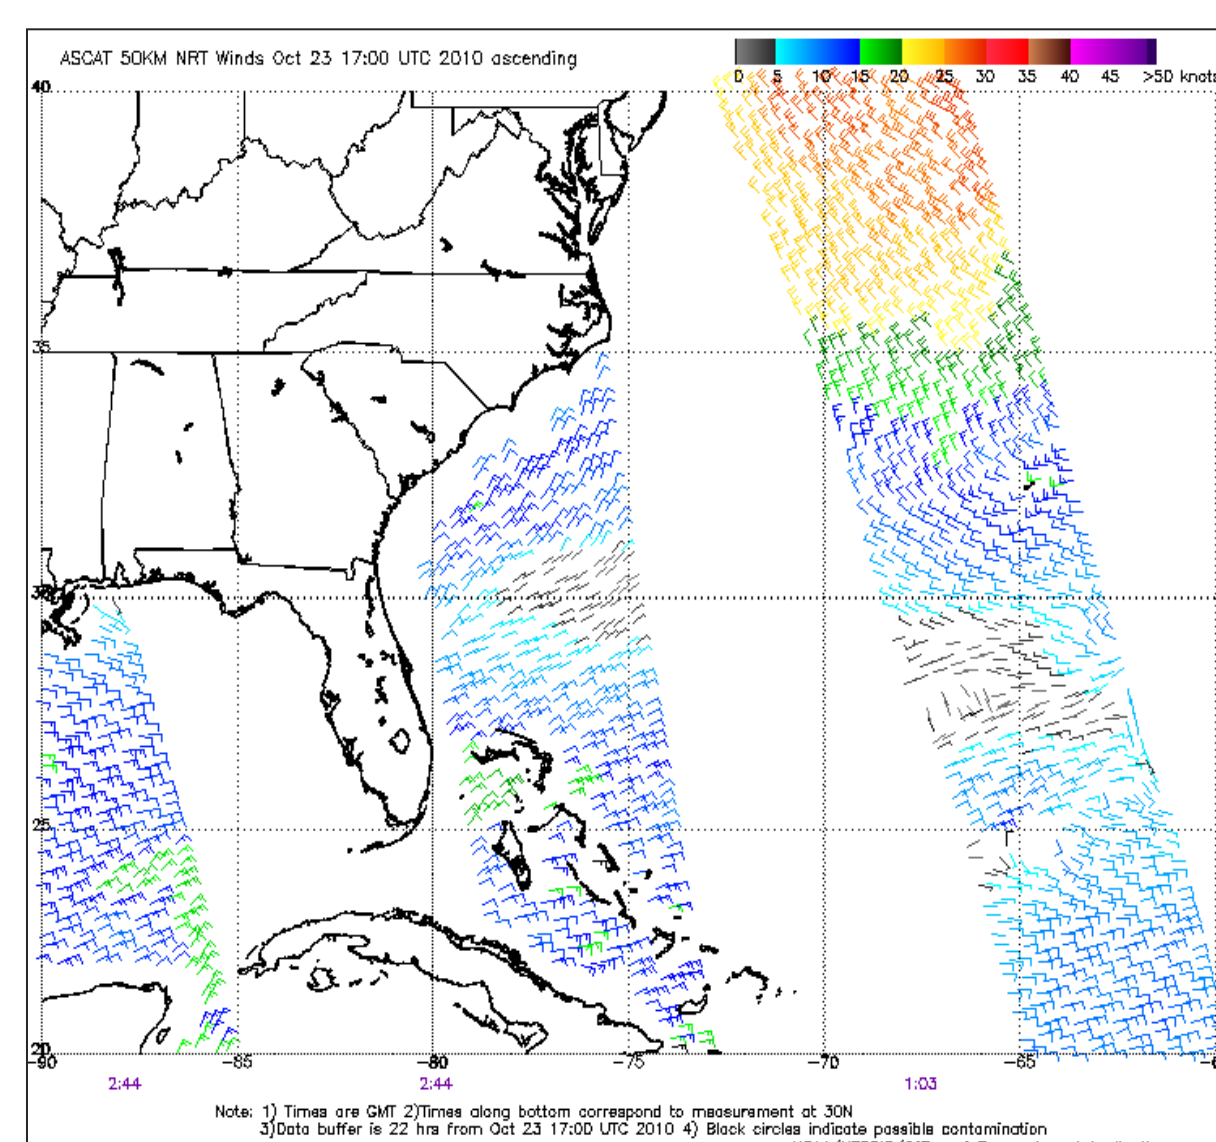 ASCAT 50KM NRT Winds Oct 23 17:00 UTC 2010 ascending
0 5 10 15 20 25 30 35 40 45 >50 knots
40
35
30
25
20
-90 -85 -80 -75 -70 -65
2:44 2:44 1:03
Note: 1) Times are GMT 2)Times along bottom correspond to measurement at 30N
3)Data buffer is 22 hrs from Oct 23 17:00 UTC 2010 4) Black circles indicate possible contamination